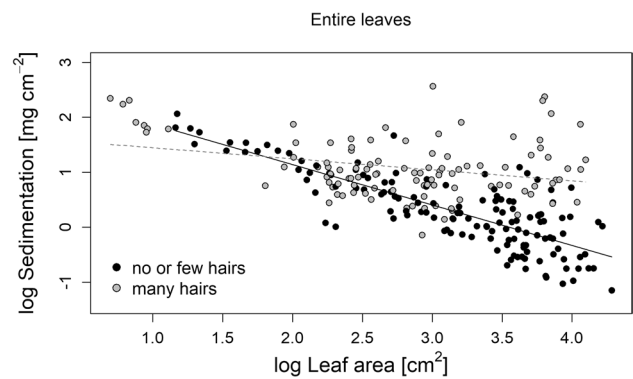 Entire leaves
log Sedimentation [mg cm⁻²]
3
2
1
0
-1
no or few hairs
many hairs
1.0 1.5 2.0 2.5 3.0 3.5 4.0
log Leaf area [cm²]